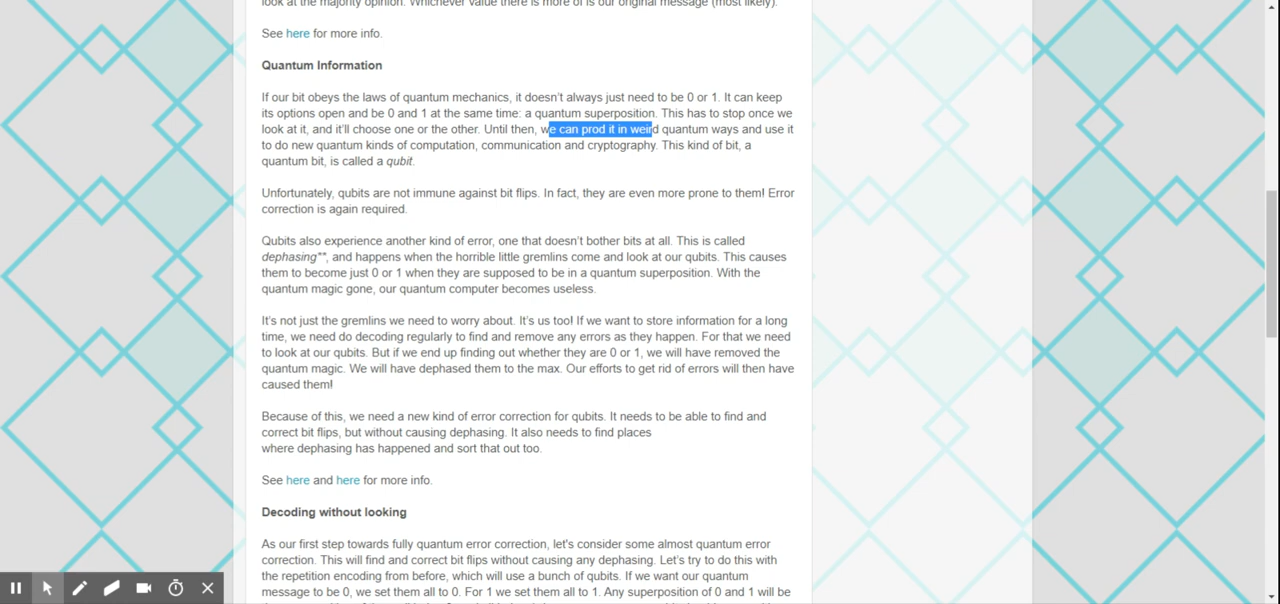 look at the majority opinion. Whichever value there is more of is our original message (most likely).
See here for more info.
Quantum Information
If our bit obeys the laws of quantum mechanics, it doesn't always just need to be 0 or 1. It can keep
its options open and be 0 and 1 at the same time: a quantum superposition. This has to stop once we
look at it, and it'll choose one or the other. Until then, we can prod it in weird quantum ways and use it
to do new quantum kinds of computation, communication and cryptography. This kind of bit, a
quantum bit, is called a qubit.
Unfortunately, qubits are not immune against bit flips. In fact, they are even more prone to them! Error
correction is again required.
Qubits also experience another kind of error, one that doesn't bother bits at all. This is called
dephasing**, and happens when the horrible little gremlins come and look at our qubits. This causes
them to become just 0 or 1 when they are supposed to be in a quantum superposition. With the
quantum magic gone, our quantum computer becomes useless.
It's not just the gremlins we need to worry about. It's us too! If we want to store information for a long
time, we need do decoding regularly to find and remove any errors as they happen. For that we need
to look at our qubits. But if we end up finding out whether they are 0 or 1, we will have removed the
quantum magic. We will have dephased them to the max. Our efforts to get rid of errors will then have
caused them!
Because of this, we need a new kind of error correction for qubits. It needs to be able to find and
correct bit flips, but without causing dephasing. It also needs to find places
where dephasing has happened and sort that out too.
See here and here for more info.
Decoding without looking
As our first step towards fully quantum error correction, let's consider some almost quantum error
correction. This will find and correct bit flips without causing any dephasing. Let's try to do this with
the repetition encoding from before, which will use a bunch of qubits. If we want our quantum
message to be 0, we set them all to 0. For 1 we set them all to 1. Any superposition of 0 and 1 will be